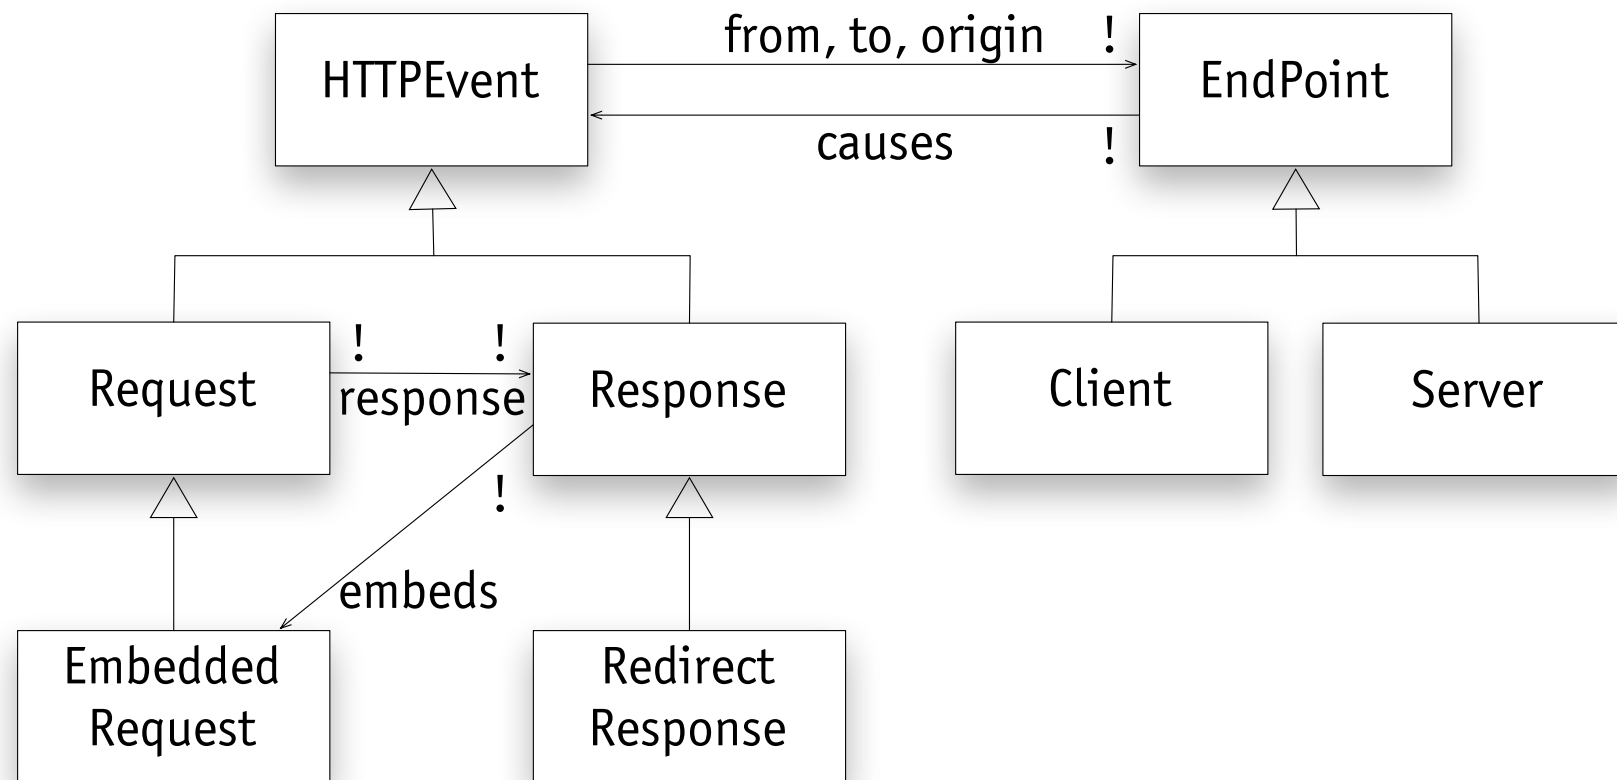 from, to, origin !
HTTPEvent
EndPoint
causes !
! !
Request
response
Response
Client
Server
!
embeds
Embedded
Request
Redirect
Response